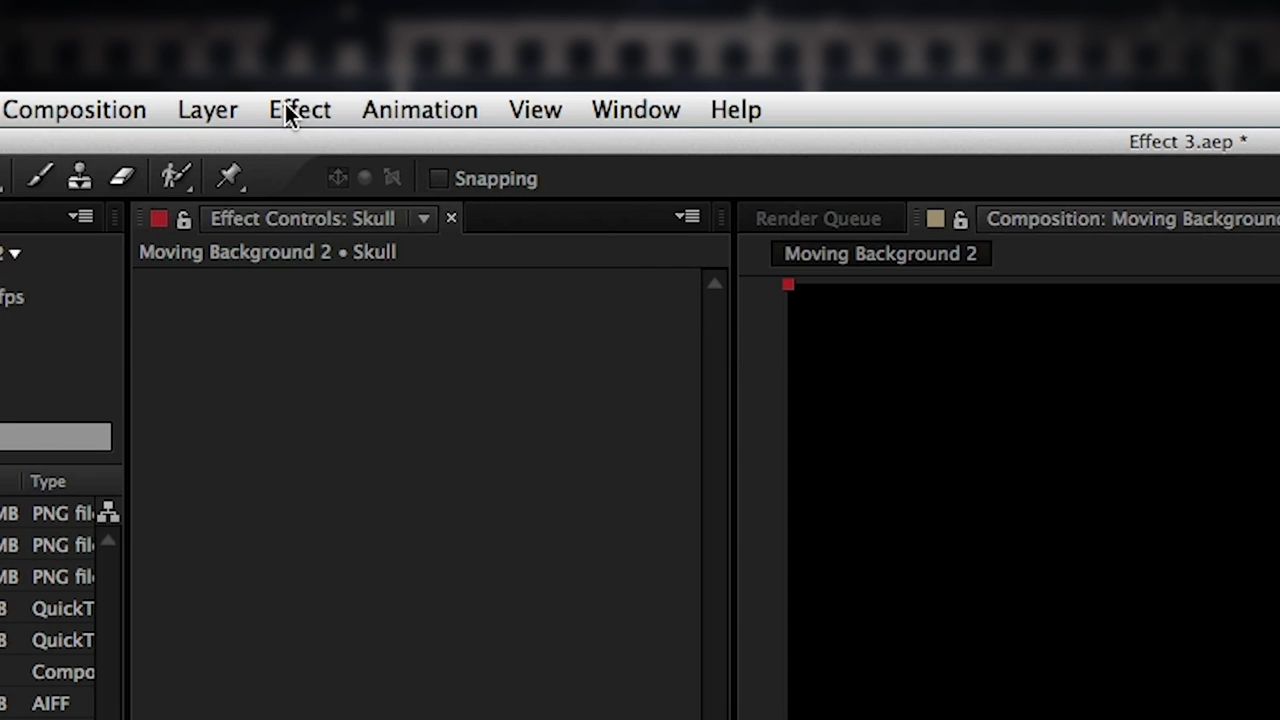 Composition Layer Effect Animation View Window Help
Effect 3.aep *
Snapping
Effect Controls: Skull
Render Queue
Composition: Moving Background
Moving Background 2 • Skull
Moving Background 2
fps
Type
MB PNG fil
MB PNG fil
MB PNG fil
B QuickT
B QuickT
Compo
B AIFF